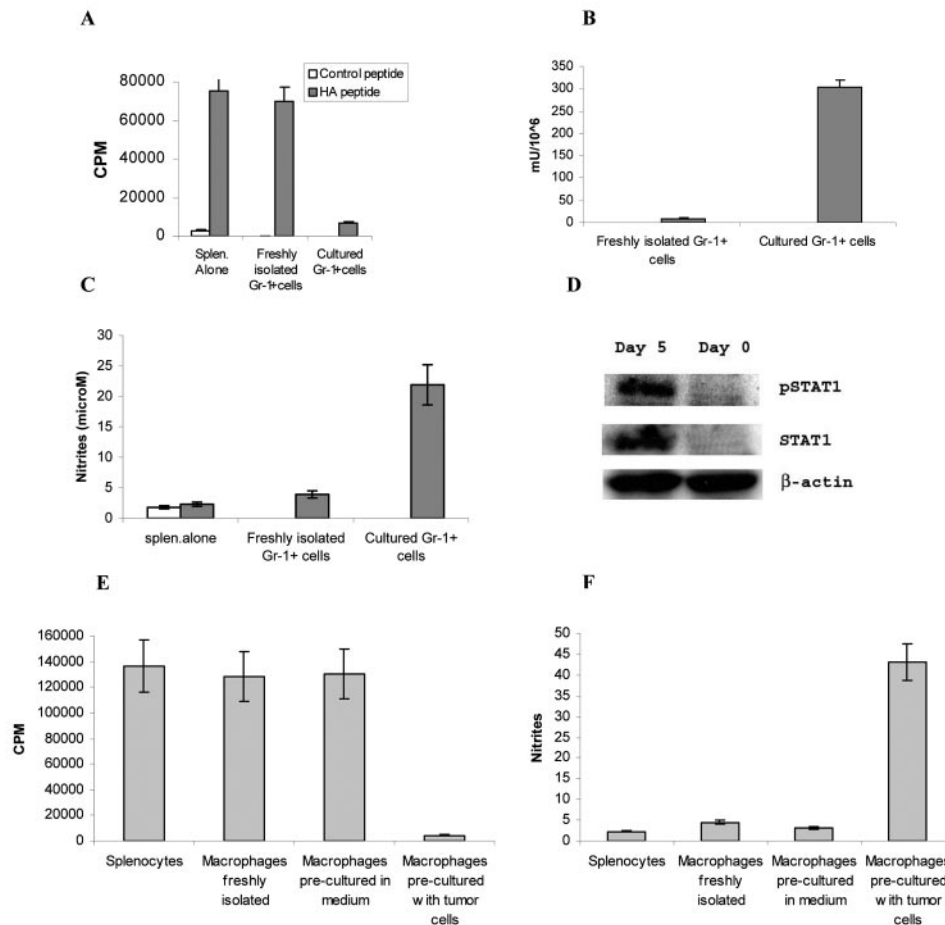 A
80000
60000
40000
20000
0
CPM
Control peptide
HA peptide
Splen.
Alone
Freshly
isolated
Gr-1+cells
Cultured
Gr-1+cells
B
400
350
300
250
200
150
100
50
0
mU/10^6
Freshly isolated Gr-1+
cells
Cultured Gr-1+ cells
C
30
25
20
15
10
5
0
Nitrites (microM)
splen.alone
Freshly isolated
Gr-1+ cells
Cultured Gr-1+
cells
D
Day 5 Day 0
pSTAT1
STAT1
β-actin
E
160000
140000
120000
100000
80000
60000
40000
20000
0
CPM
Splenocytes
Macrophages
freshly
isolated
Macrophages
pre-cultured in
medium
Macrophages
pre-cultured
with tumor
cells
F
50
45
40
35
30
25
20
15
10
5
0
Nitrites
Splenocytes
Macrophages
freshly
isolated
Macrophages
pre-cultured
in medium
Macrophages
pre-cultured
with tumor
cells